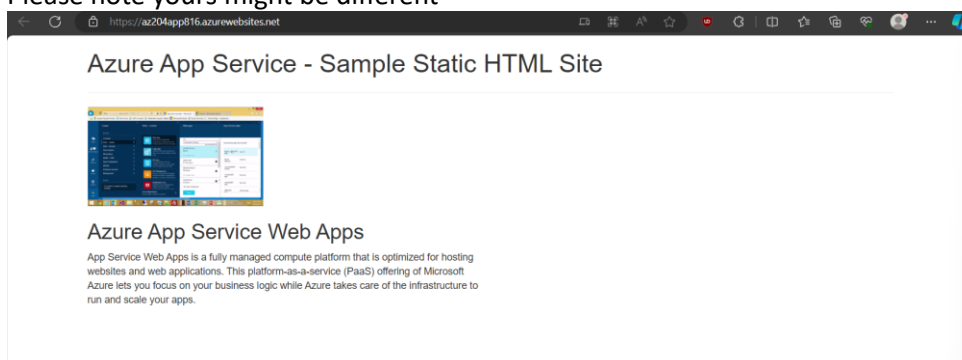 Please note yours might be different
https://az204app816.azurewebsites.net
Azure App Service - Sample Static HTML Site
Azure App Service Web Apps
App Service Web Apps is a fully managed compute platform that is optimized for hosting
websites and web applications. This platform-as-a-service (PaaS) offering of Microsoft
Azure lets you focus on your business logic while Azure takes care of the infrastructure to
run and scale your apps.